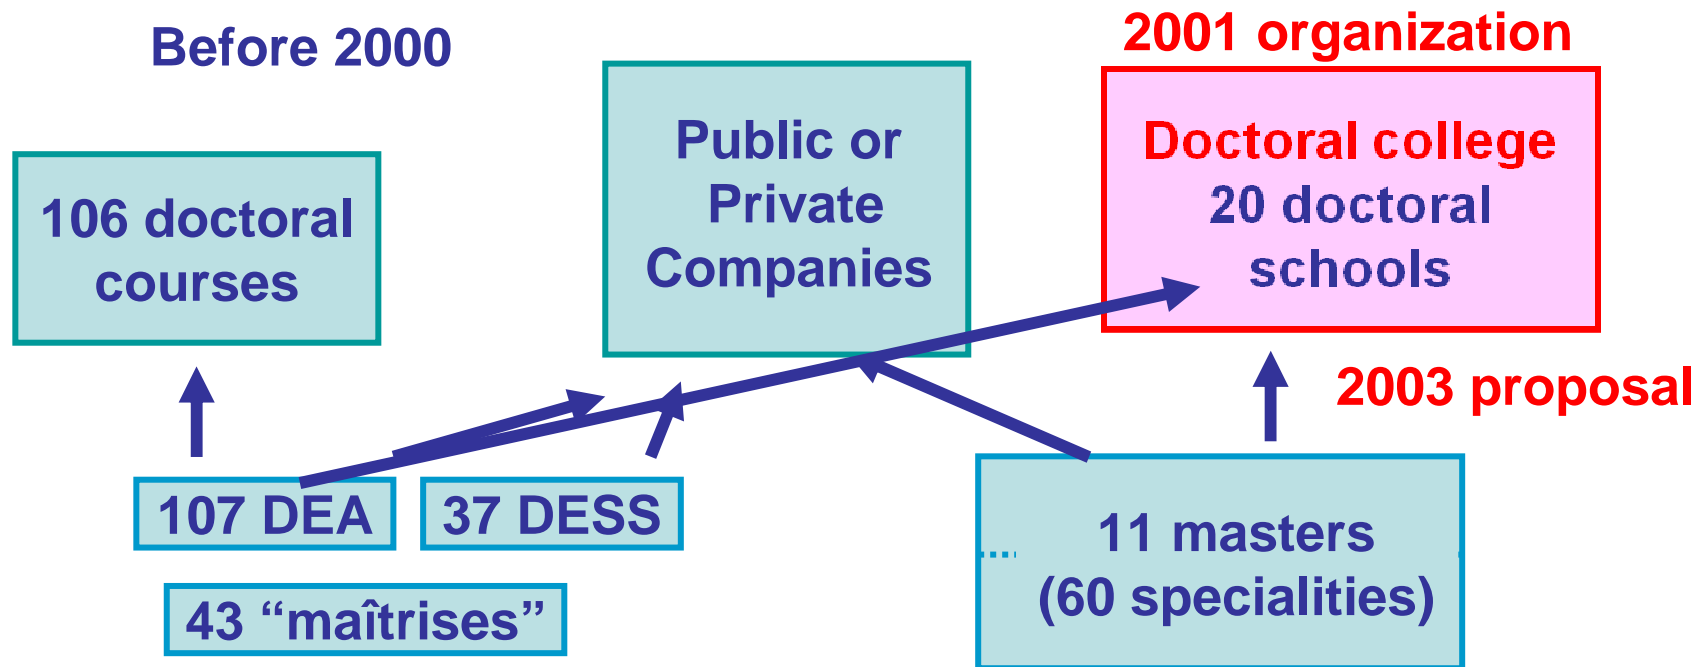 Before 2000
2001 organization
106 doctoral
courses
Public or
Private
Companies
Doctoral college
20 doctoral
schools
2003 proposal
107 DEA
37 DESS
43 “maîtrises”
11 masters
(60 specialities)